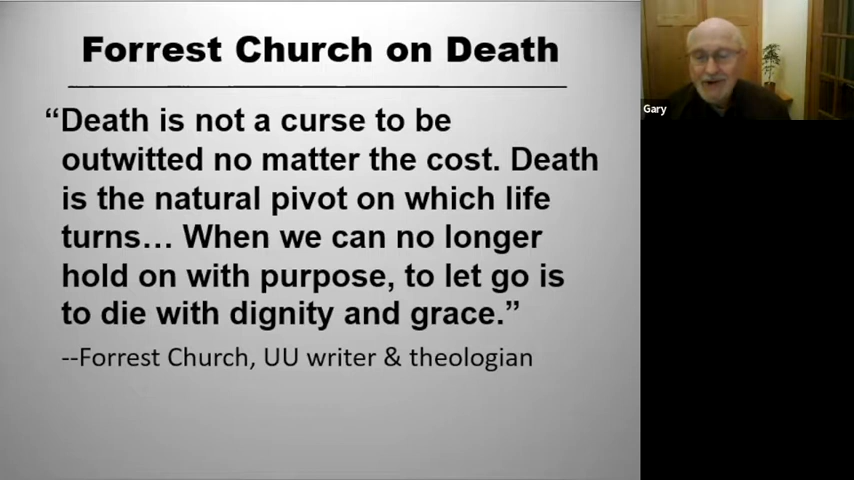 Forrest Church on Death
“Death is not a curse to be
outwitted no matter the cost. Death
is the natural pivot on which life
turns… When we can no longer
hold on with purpose, to let go is
to die with dignity and grace.”
--Forrest Church, UU writer & theologian
Gary